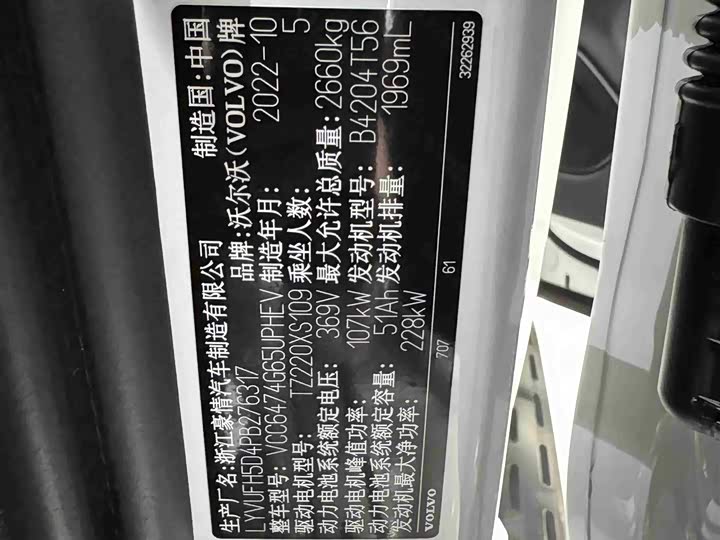 生产厂名:浙江豪情汽车制造有限公司 制造国:中国
LYVUFH5D4PB276317 品牌:沃尔沃(VOLVO)牌
整车型号: VCC6474G65UPHEV 制造年月: 2022-10
驱动电机型号: TZ220XS109 乘坐人数: 5
动力电池系统额定电压: 369V 最大允许总质量: 2660kg
驱动电机峰值功率: 107kW 发动机型号: B4204T56
动力电池系统额定容量: 51Ah 发动机排量: 1969mL
发动机最大净功率: 228kW
VOLVO 707 61 32262939